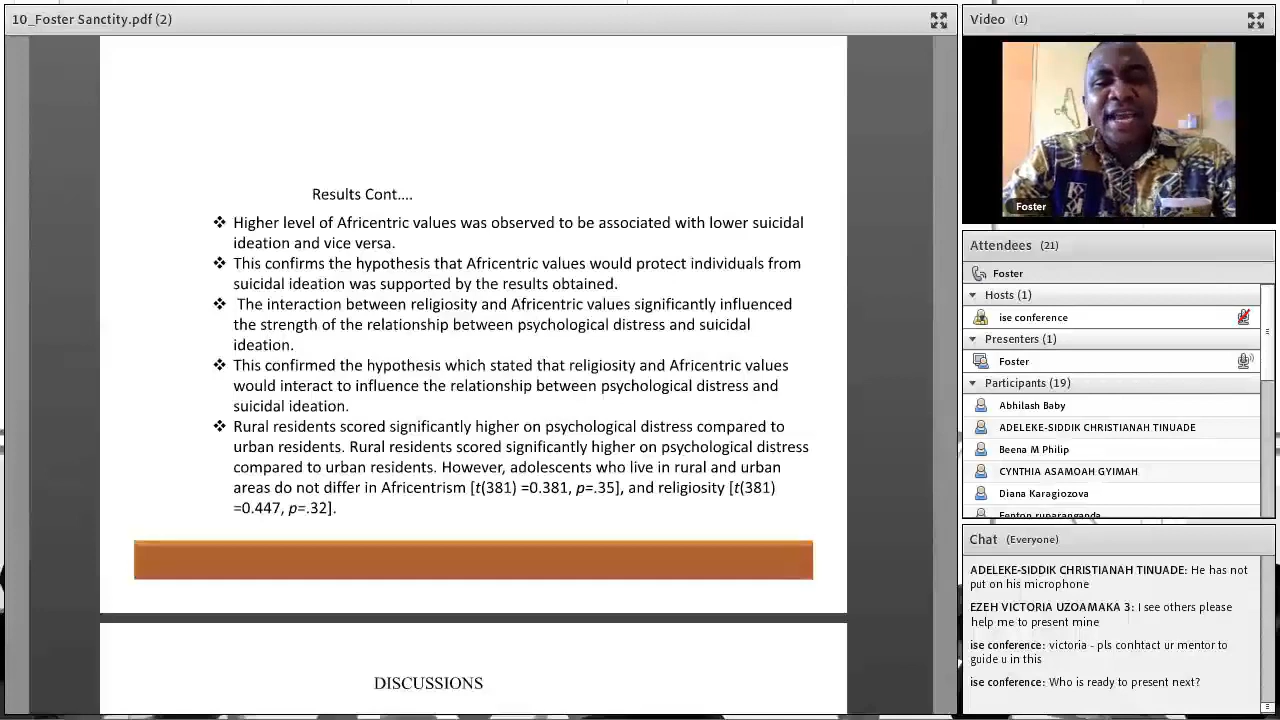 10_Foster Sanctity.pdf (2)
Results Cont....
❖ Higher level of Africentric values was observed to be associated with lower suicidal
ideation and vice versa.
❖ This confirms the hypothesis that Africentric values would protect individuals from
suicidal ideation was supported by the results obtained.
❖ The interaction between religiosity and Africentric values significantly influenced
the strength of the relationship between psychological distress and suicidal
ideation.
❖ This confirmed the hypothesis which stated that religiosity and Africentric values
would interact to influence the relationship between psychological distress and
suicidal ideation.
❖ Rural residents scored significantly higher on psychological distress compared to
urban residents. Rural residents scored significantly higher on psychological distress
compared to urban residents. However, adolescents who live in rural and urban
areas do not differ in Africentrism [t(381) =0.381, p=.35], and religiosity [t(381)
=0.447, p=.32].
DISCUSSIONS
Video (1)
Foster
Attendees (21)
Foster
Hosts (1)
ise conference
Presenters (1)
Foster
Participants (19)
Abhilash Baby
ADELEKE-SIDDIK CHRISTIANAH TINUADE
Beena M Philip
CYNTHIA ASAMOAH GYIMAH
Diana Karagiozova
Chat (Everyone)
ADELEKE-SIDDIK CHRISTIANAH TINUADE: He has not
put on his microphone
EZEH VICTORIA UZOAMAKA 3: I see others please
help me to present mine
ise conference: victoria - pls conhtact ur mentor to
guide u in this
ise conference: Who is ready to present next?